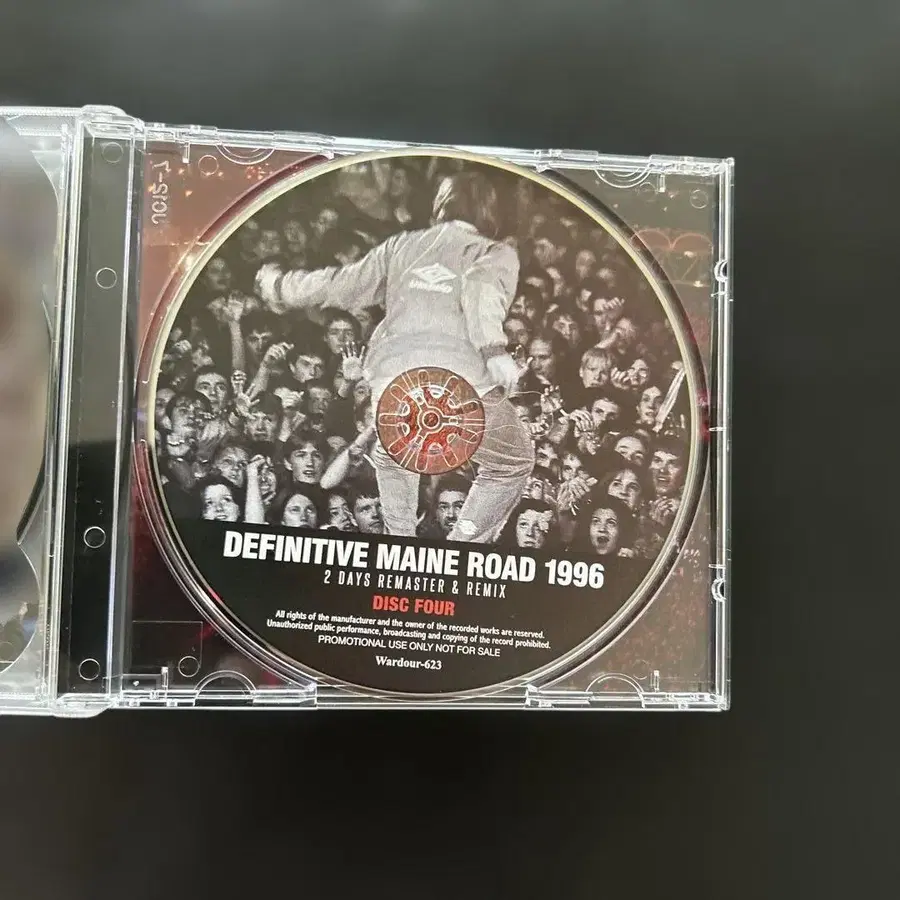 DEFINITIVE MAINE ROAD 1996
2 DAYS REMASTER & REMIX
DISC FOUR
All rights of the manufacturer and the owner of the recorded works are reserved.
Unauthorized public performance, broadcasting and copying of the record prohibited.
PROMOTIONAL USE ONLY NOT FOR SALE
Wardour-623